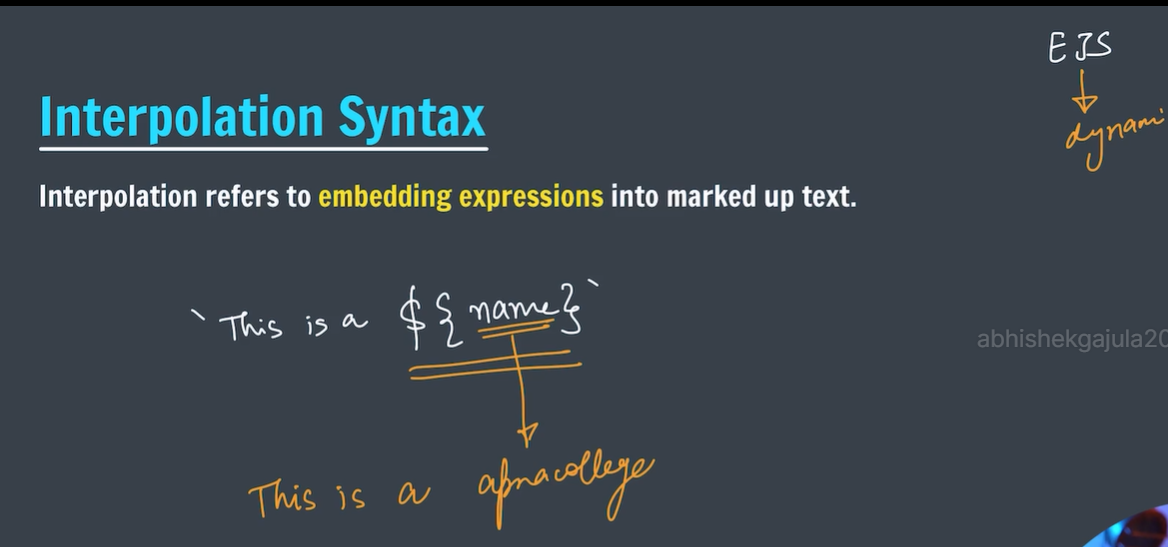 EJS
dynami
Interpolation Syntax
Interpolation refers to embedding expressions into marked up text.
`This is a ${name}`
abhishekgajula20
This is a apnacollege